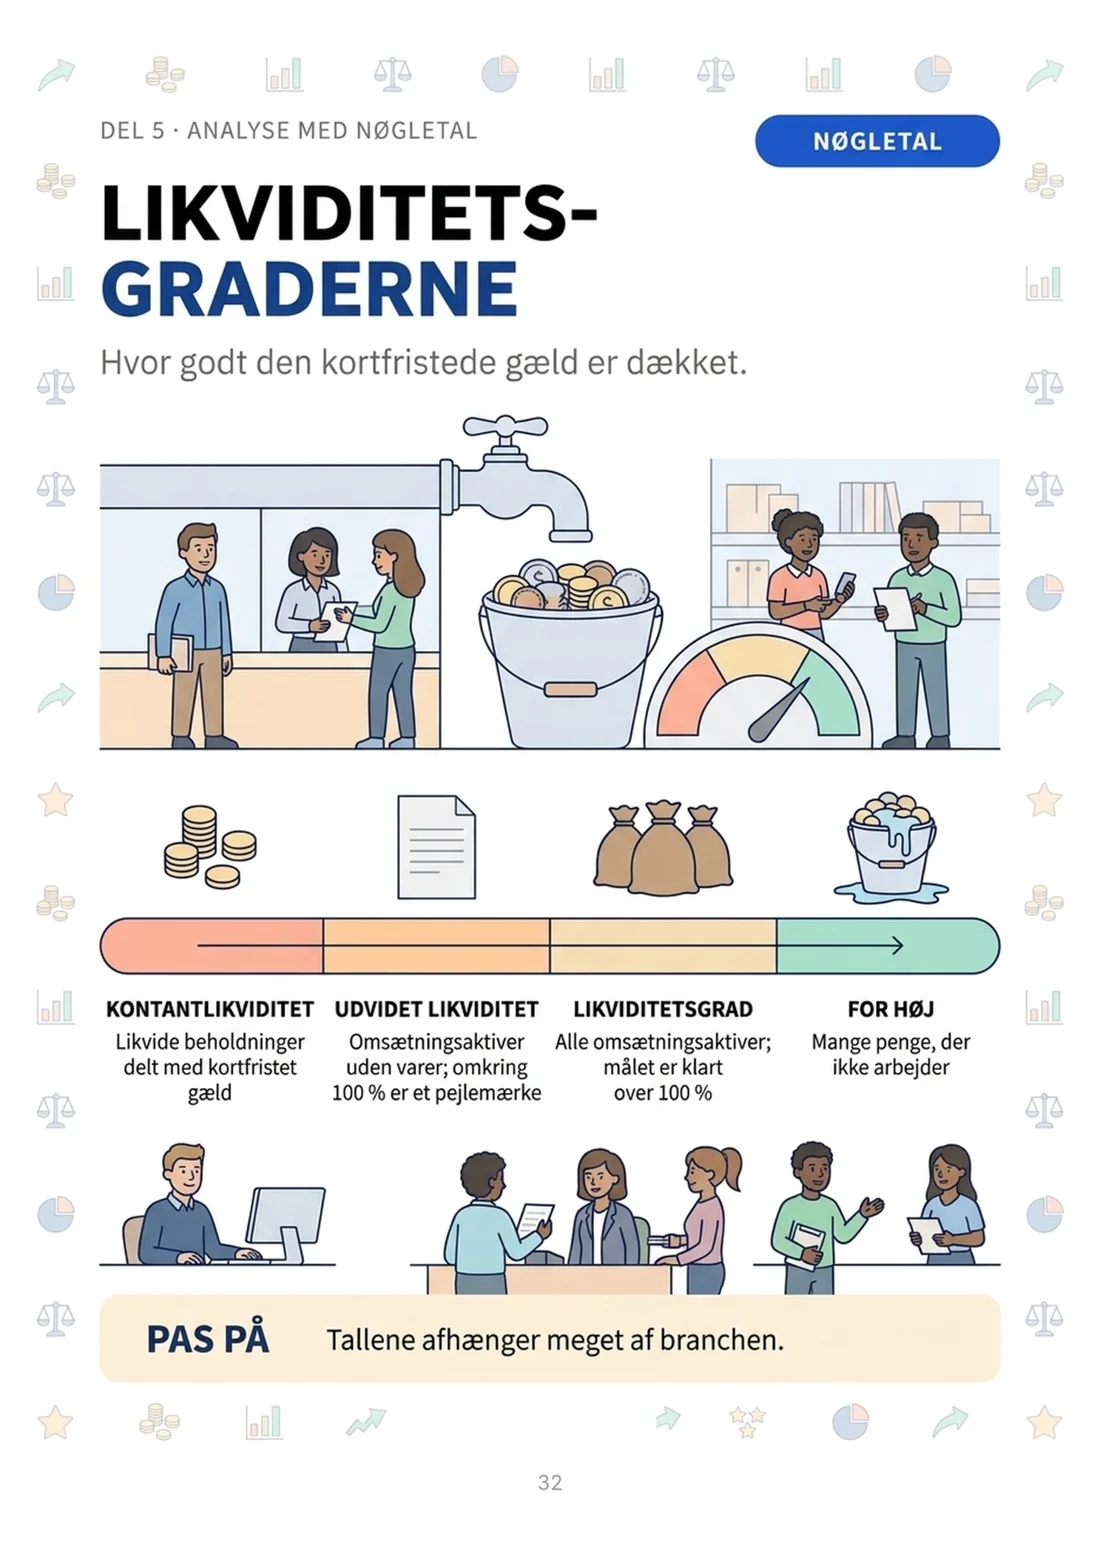 DEL 5 · ANALYSE MED NØGLETAL
NØGLETAL
LIKVIDITETS-
GRADERNE
Hvor godt den kortfristede gæld er dækket.
KONTANTLIKVIDITET
Likvide beholdninger
delt med kortfristet
gæld
UDVIDET LIKVIDITET
Omsætningsaktiver
uden varer; omkring
100 % er et pejlemærke
LIKVIDITETSGRAD
Alle omsætningsaktiver;
målet er klart
over 100 %
FOR HØJ
Mange penge, der
ikke arbejder
PAS PÅ
Tallene afhænger meget af branchen.
32